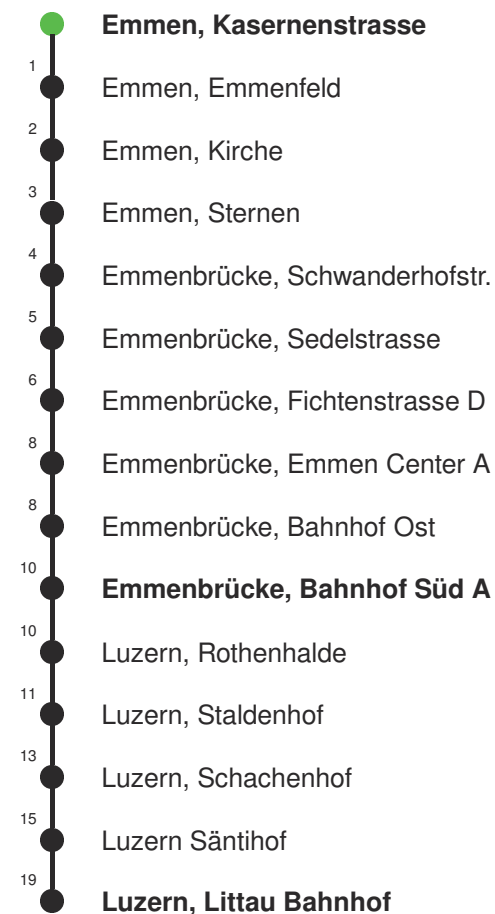 Emmen, Kasernenstrasse
1 Emmen, Emmenfeld
2 Emmen, Kirche
3 Emmen, Sternen
4 Emmenbrücke, Schwanderhofstr.
5 Emmenbrücke, Sedelstrasse
6 Emmenbrücke, Fichtenstrasse D
8 Emmenbrücke, Emmen Center A
8 Emmenbrücke, Bahnhof Ost
10 Emmenbrücke, Bahnhof Süd A
10 Luzern, Rothenhalde
11 Luzern, Staldenhof
13 Luzern, Schachenhof
15 Luzern Säntihof
19 Luzern, Littau Bahnhof